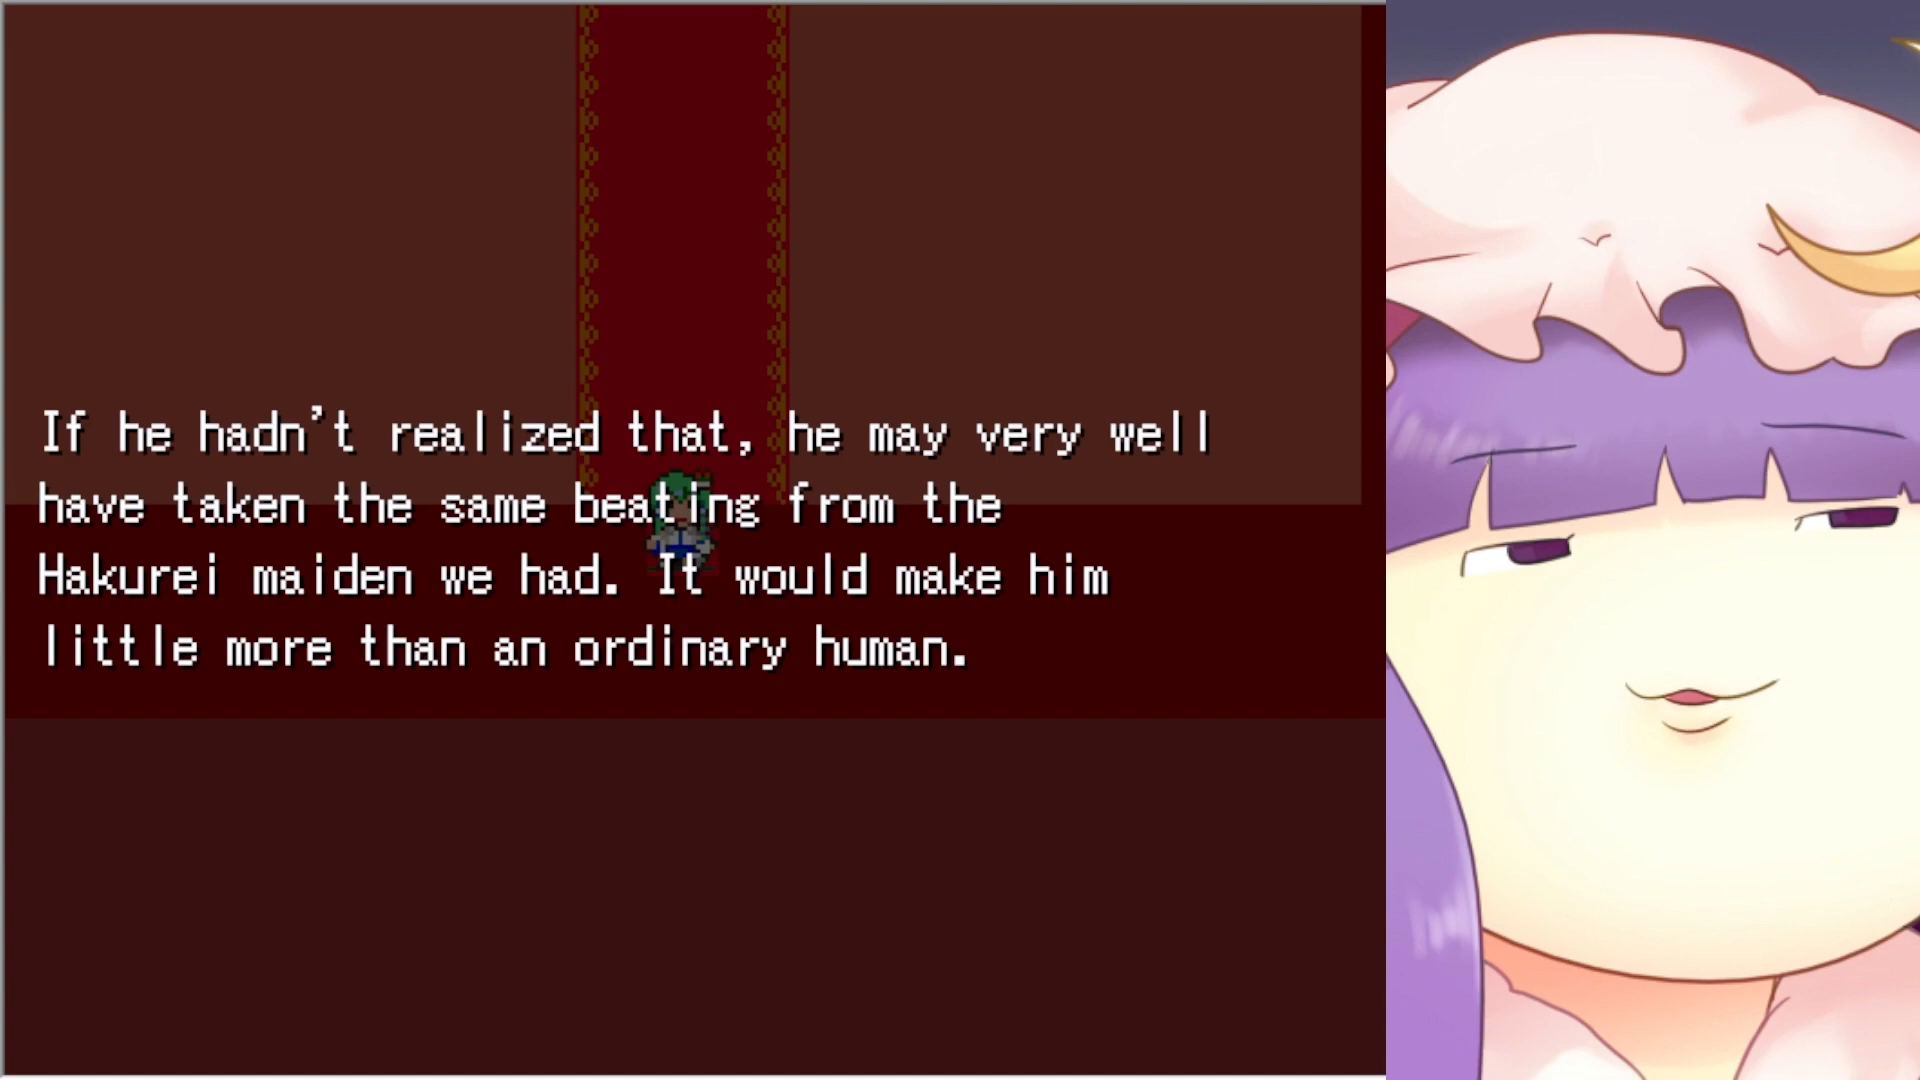 If he hadn't realized that, he may very well
have taken the same beating from the
Hakurei maiden we had. It would make him
little more than an ordinary human.